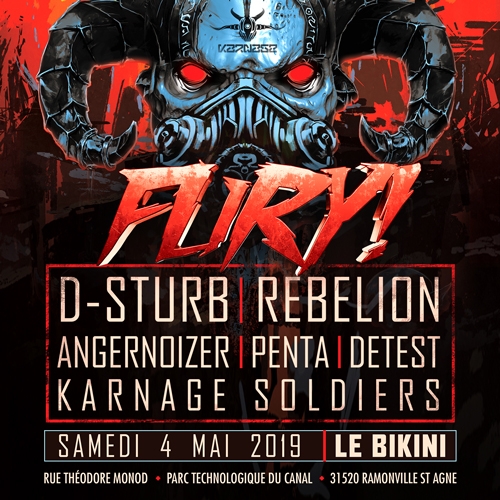 KARNAGE
FURY!
D-STURB | REBELION
ANGERNOIZER | PENTA | DETEST
KARNAGE SOLDIERS
SAMEDI 4 MAI 2019 | LE BIKINI
RUE THÉODORE MONOD • PARC TECHNOLOGIQUE DU CANAL • 31520 RAMONVILLE ST AGNE